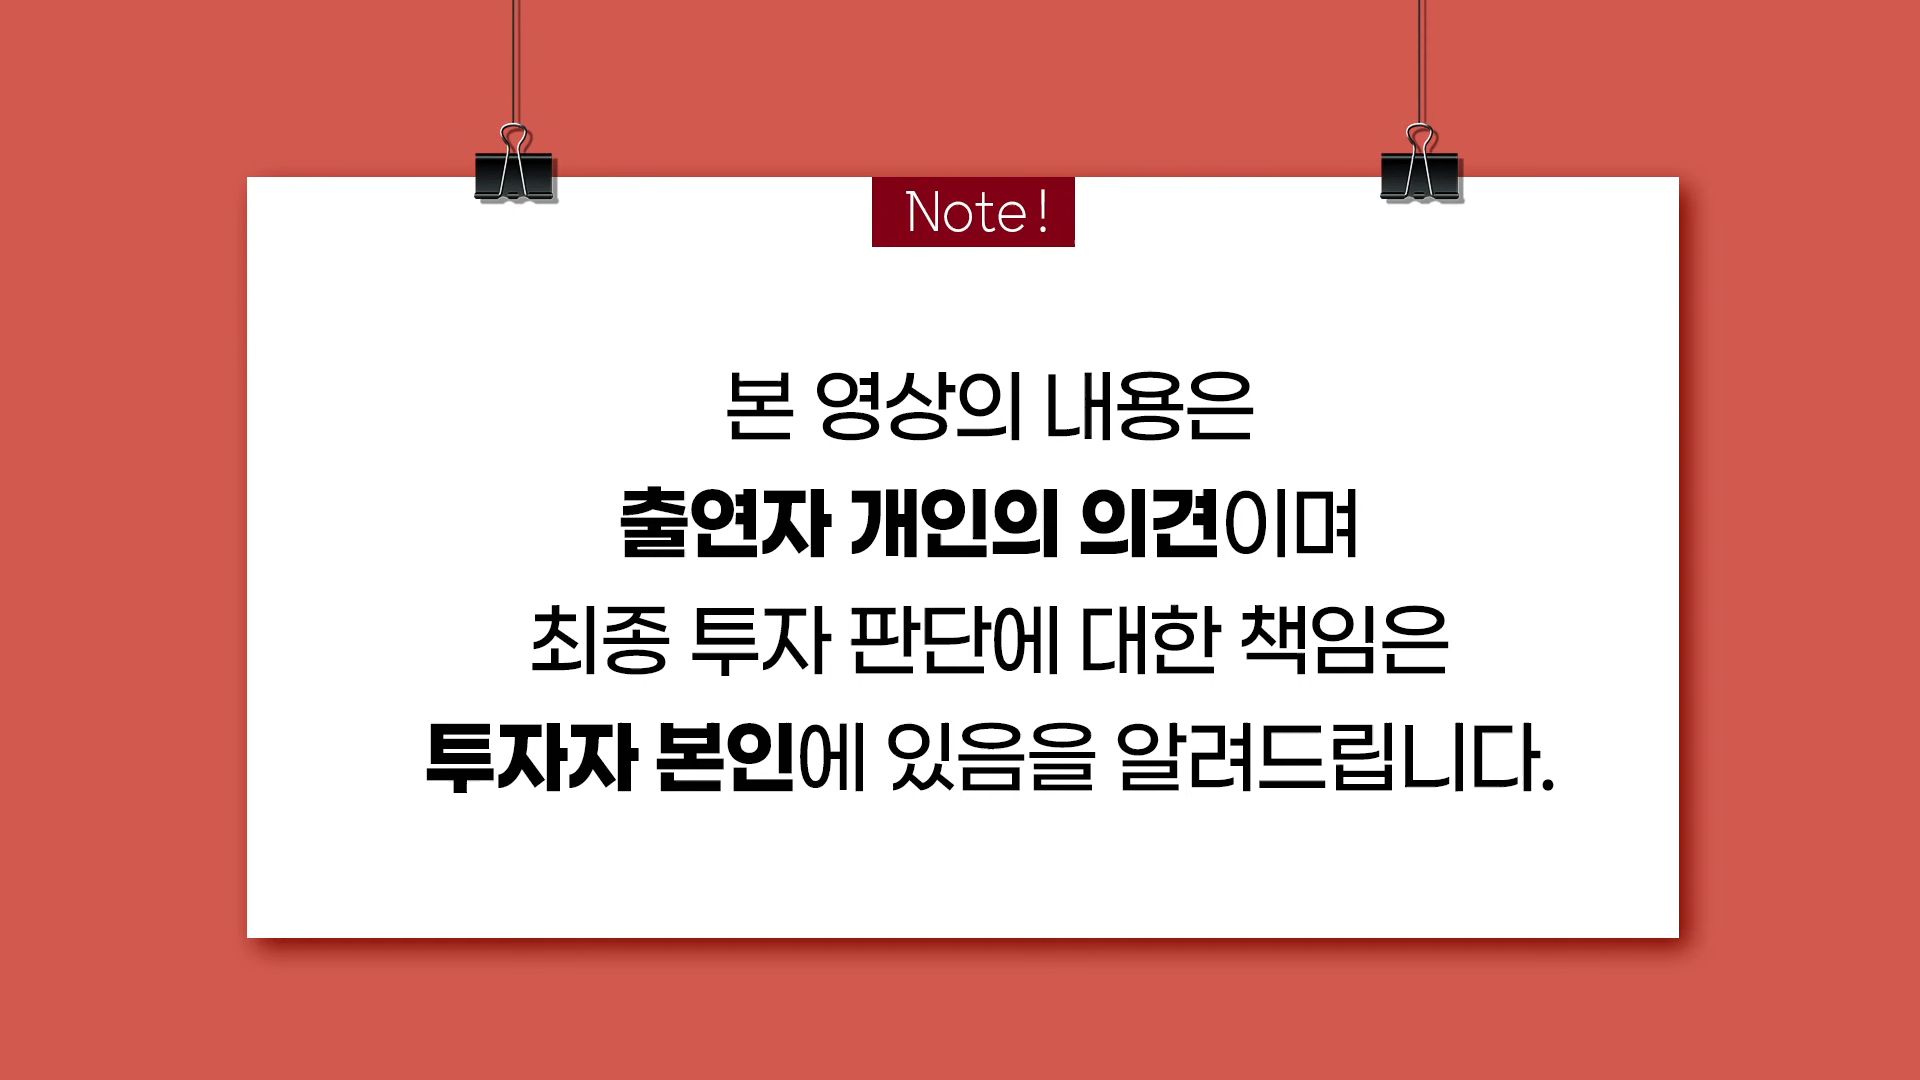 Note!
본 영상의 내용은
출연자 개인의 의견이며
최종 투자 판단에 대한 책임은
투자자 본인에 있음을 알려드립니다.